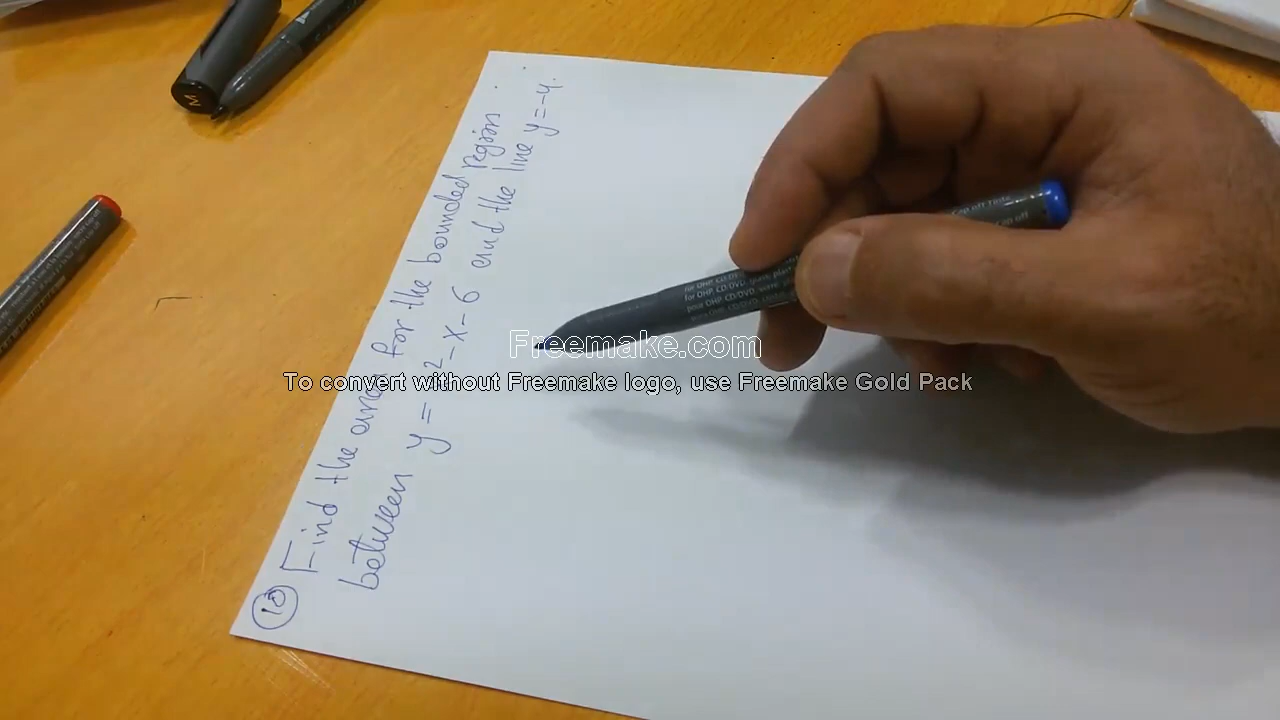 10 Find the area for the bounded region
between y = x²-x-6 and the line y=-4.
Freemake.com
To convert without Freemake logo, use Freemake Gold Pack